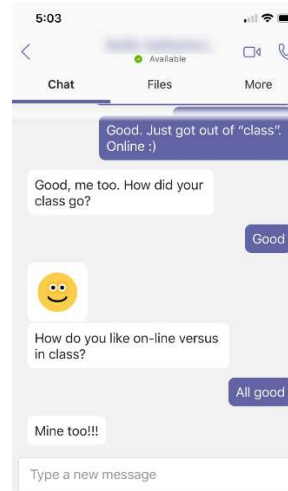 5:03
Available
Chat Files More
Good. Just got out of “class”.
Online :)
Good, me too. How did your
class go?
Good
How do you like on-line versus
in class?
All good
Mine too!!!
Type a new message